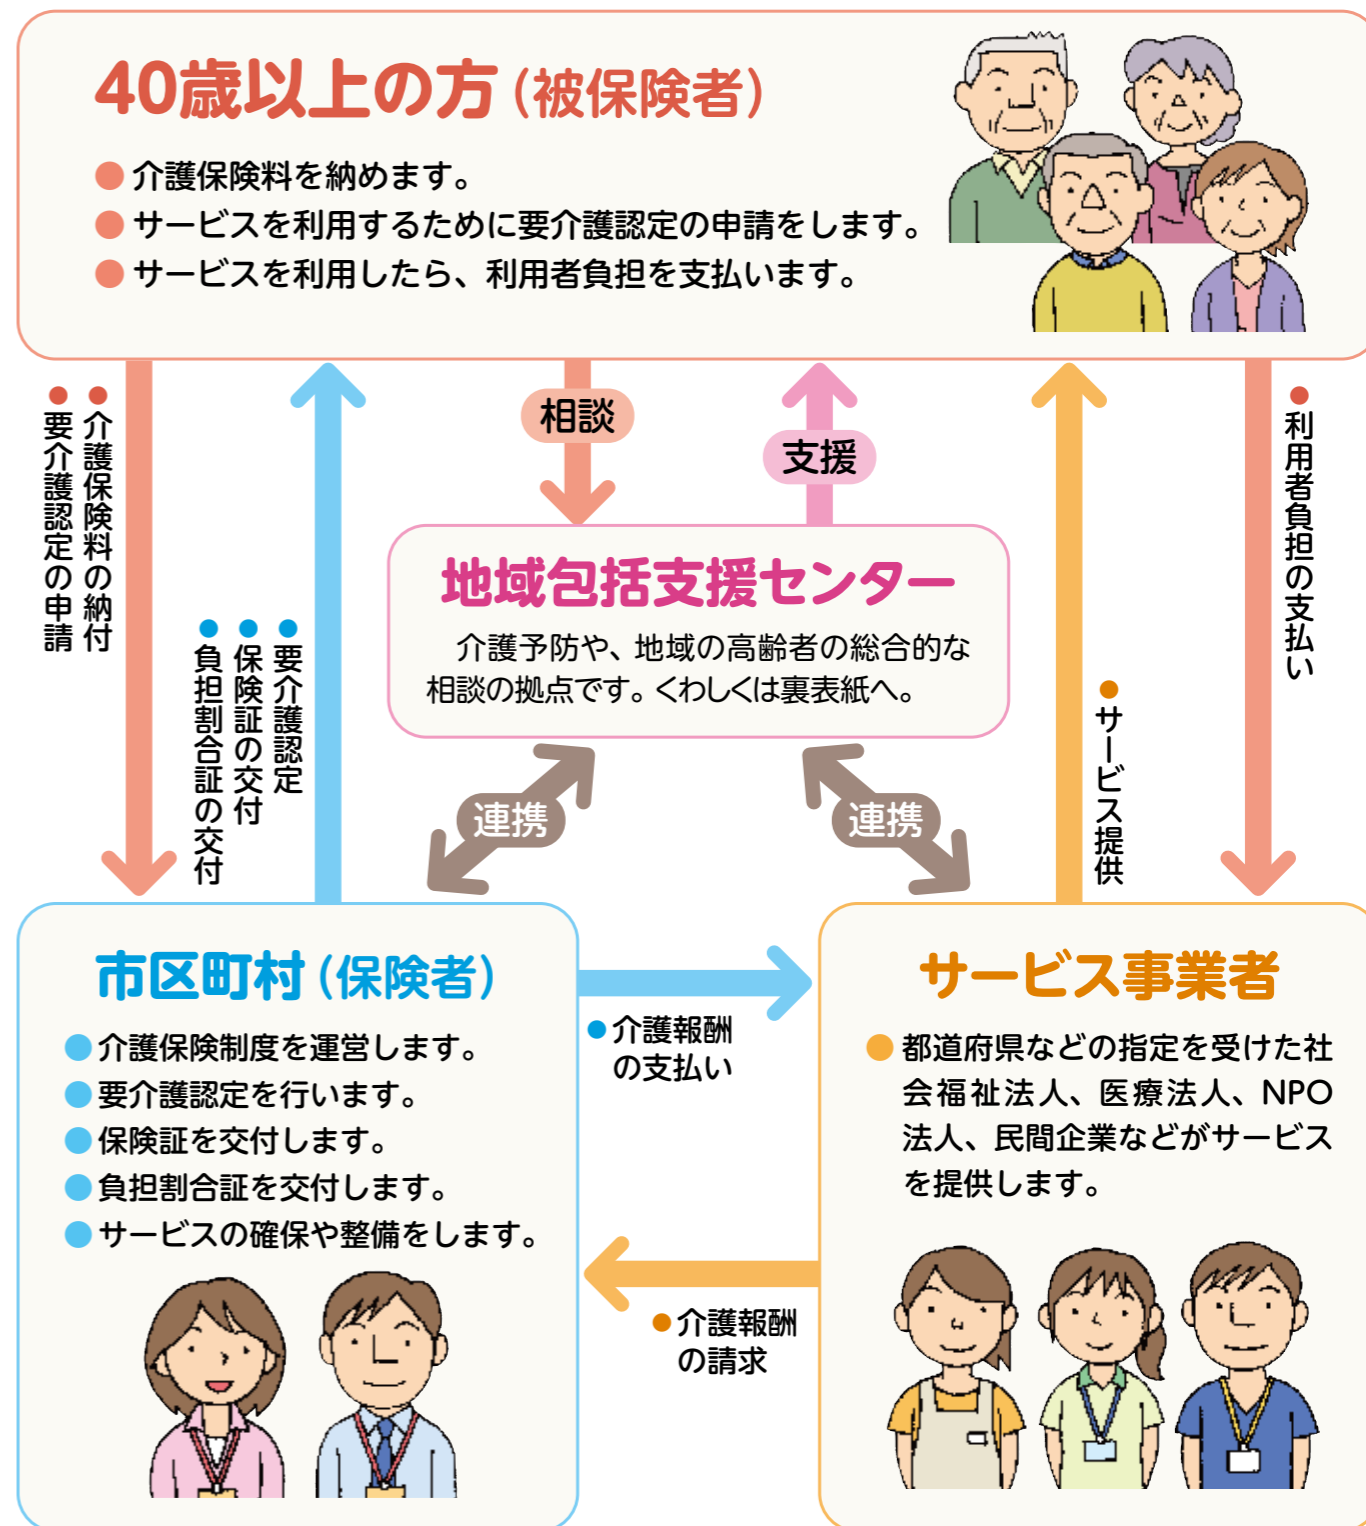 40歳以上の方（被保険者）
● 介護保険料を納めます。
● サービスを利用するために要介護認定の申請をします。
● サービスを利用したら、利用者負担を支払います。
● 介護保険料の納付
● 要介護認定の申請
● 要介護認定
● 保険証の交付
● 負担割合証の交付
相談
支援
● サービス提供
● 利用者負担の支払い
地域包括支援センター
介護予防や、地域の高齢者の総合的な
相談の拠点です。くわしくは裏表紙へ。
連携
連携
市区町村（保険者）
● 介護保険制度を運営します。
● 要介護認定を行います。
● 保険証を交付します。
● 負担割合証を交付します。
● サービスの確保や整備をします。
● 介護報酬
の支払い
● 介護報酬
の請求
サービス事業者
● 都道府県などの指定を受けた社
会福祉法人、医療法人、NPO
法人、民間企業などがサービス
を提供します。